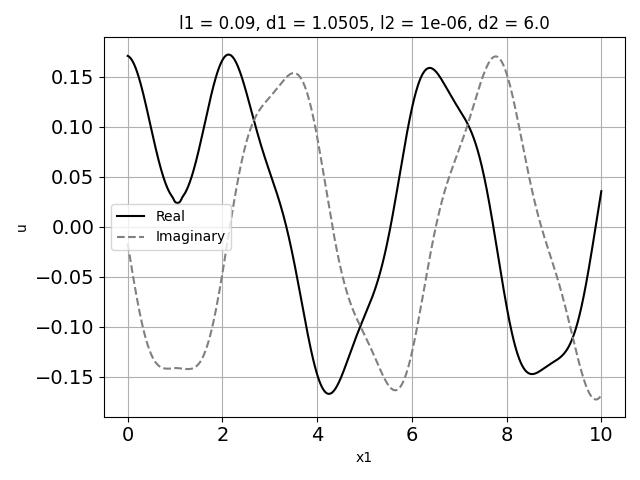 l1 = 0.09, d1 = 1.0505, l2 = 1e-06, d2 = 6.0
0.15
0.10
0.05
0.00
−0.05
−0.10
−0.15
u
Real
Imaginary
0 2 4 6 8 10
x1